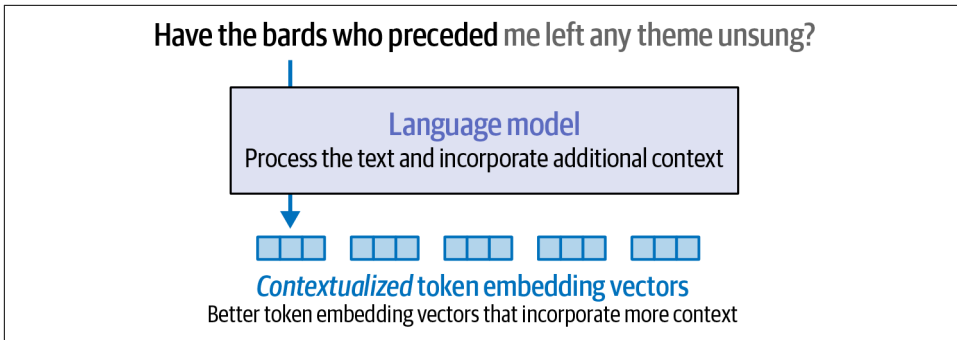 Have the bards who preceded me left any theme unsung?
Language model
Process the text and incorporate additional context
Contextualized token embedding vectors
Better token embedding vectors that incorporate more context